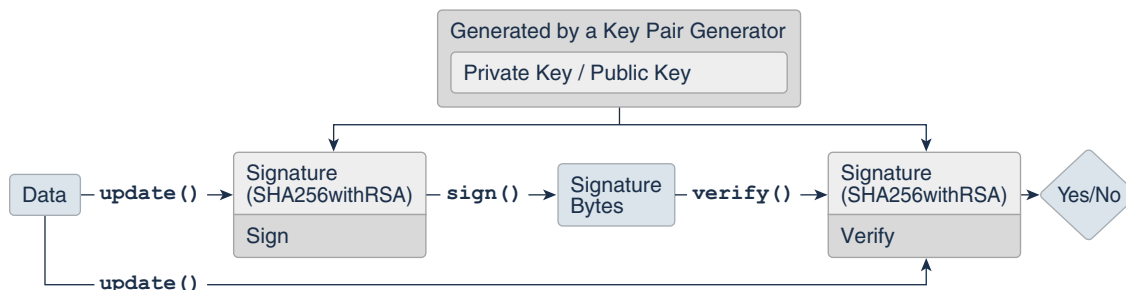 Generated by a Key Pair Generator
Private Key / Public Key
Data
update()
Signature
(SHA256withRSA)
Sign
sign()
Signature
Bytes
verify()
Signature
(SHA256withRSA)
Verify
Yes/No
update()